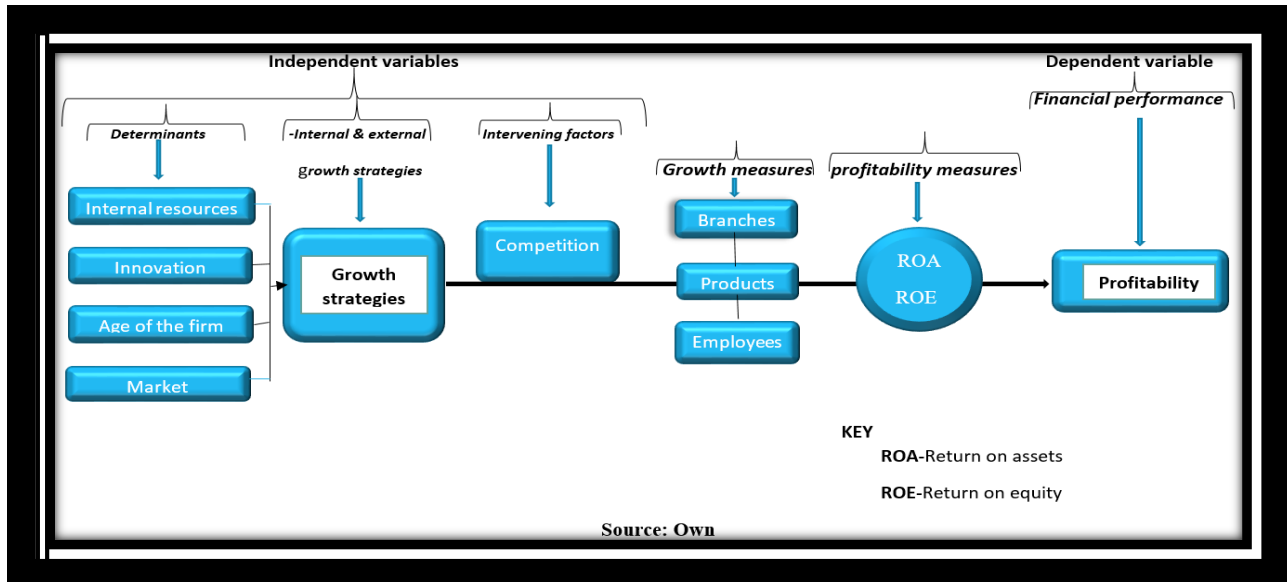 Independent variables
Dependent variable
Determinants
-Internal & external
growth strategies
Intervening factors
Growth measures
profitability measures
Financial performance
Internal resources
Innovation
Age of the firm
Market
Growth
strategies
Competition
Branches
Products
Employees
ROA
ROE
Profitability
KEY
ROA-Return on assets
ROE-Return on equity
Source: Own